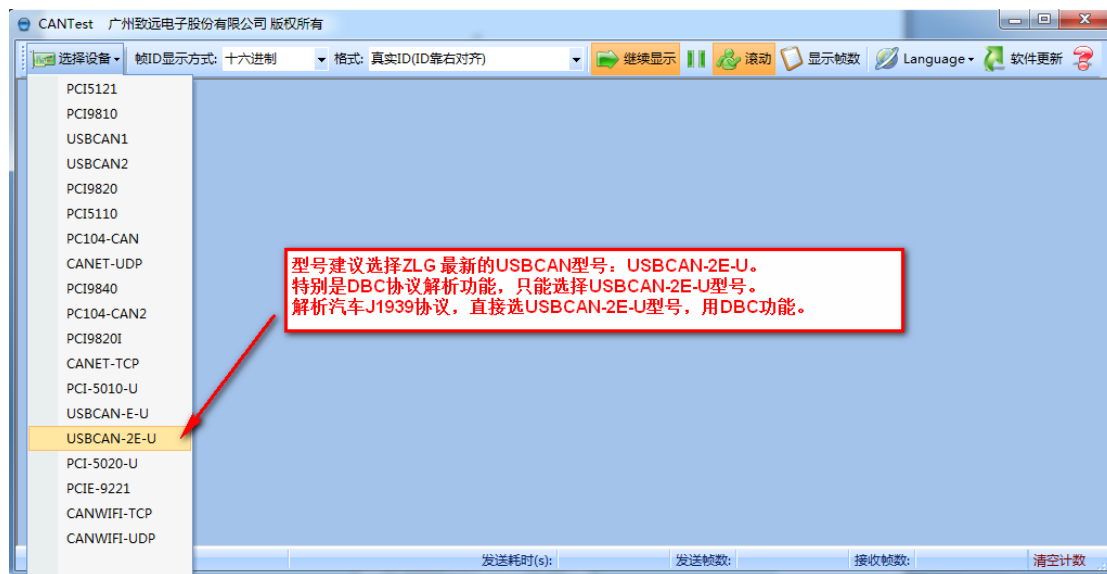 CANTest 广州致远电子股份有限公司 版权所有
选择设备 帧ID显示方式: 十六进制 格式: 真实ID(ID靠右对齐) 继续显示 滚动 显示帧数 Language 软件更新
PCI5121
PCI9810
USBCAN1
USBCAN2
PCI9820
PCI5110
PC104-CAN
CANET-UDP
PCI9840
PC104-CAN2
PCI9820I
CANET-TCP
PCI-5010-U
USBCAN-E-U
USBCAN-2E-U
PCI-5020-U
PCIE-9221
CANWIFI-TCP
CANWIFI-UDP
型号建议选择ZLG 最新的USBCAN型号：USBCAN-2E-U。
特别是DBC协议解析功能，只能选择USBCAN-2E-U型号。
解析汽车J1939协议，直接选USBCAN-2E-U型号，用DBC功能。
发送耗时(s): 发送帧数: 接收帧数: 清空计数